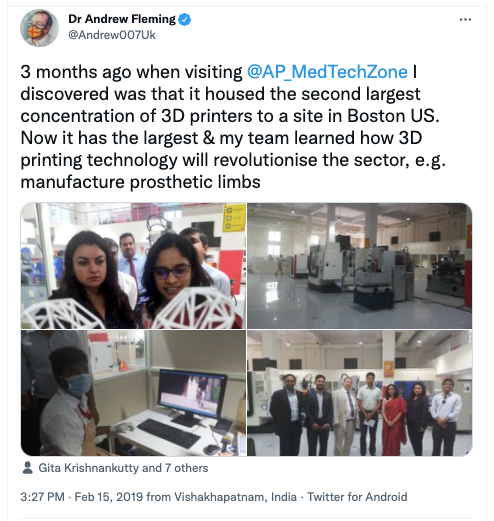 Dr Andrew Fleming
@Andrew007Uk
3 months ago when visiting @AP_MedTechZone I
discovered was that it housed the second largest
concentration of 3D printers to a site in Boston US.
Now it has the largest & my team learned how 3D
printing technology will revolutionise the sector, e.g.
manufacture prosthetic limbs
Gita Krishnankutty and 7 others
3:27 PM · Feb 15, 2019 from Vishakhapatnam, India · Twitter for Android